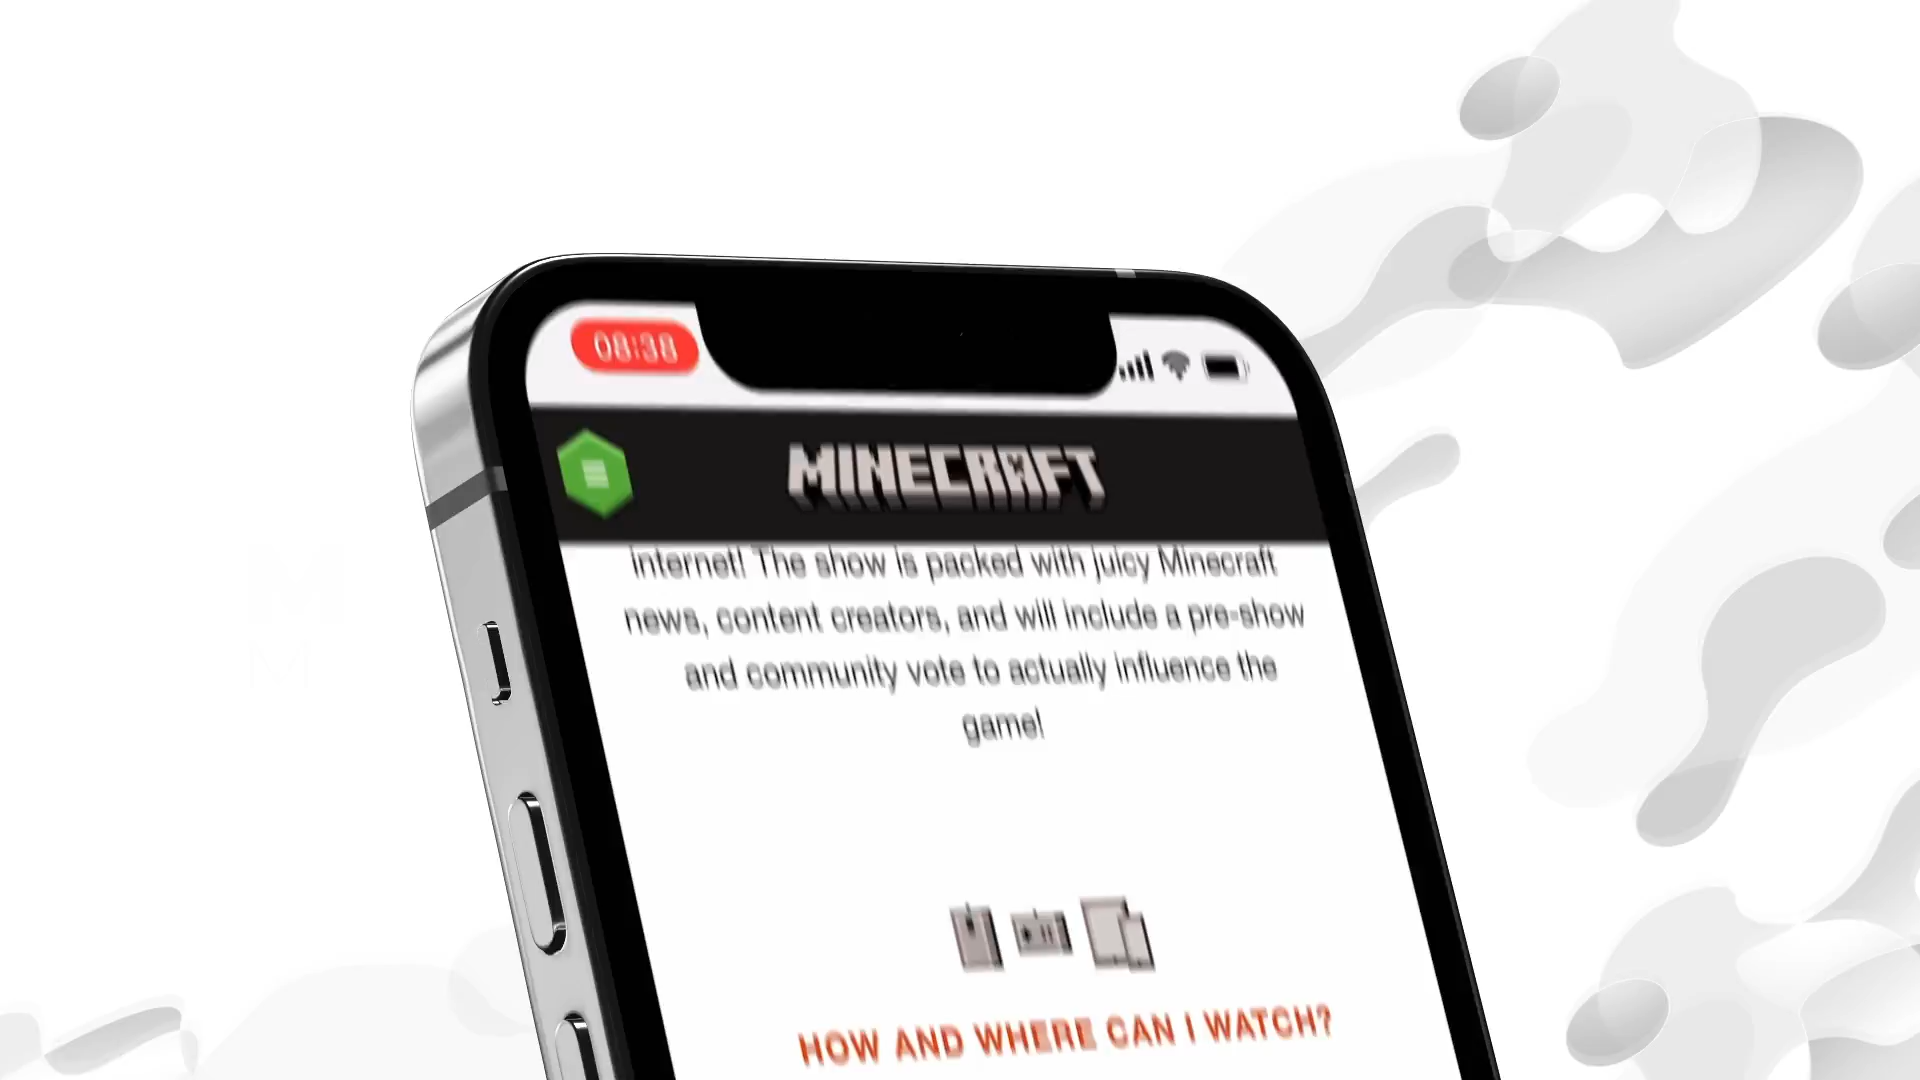 08:38
MINECRAFT
internet! The show is packed with juicy Minecraft
news, content creators, and will include a pre-show
and community vote to actually influence the
game!
HOW AND WHERE CAN I WATCH?